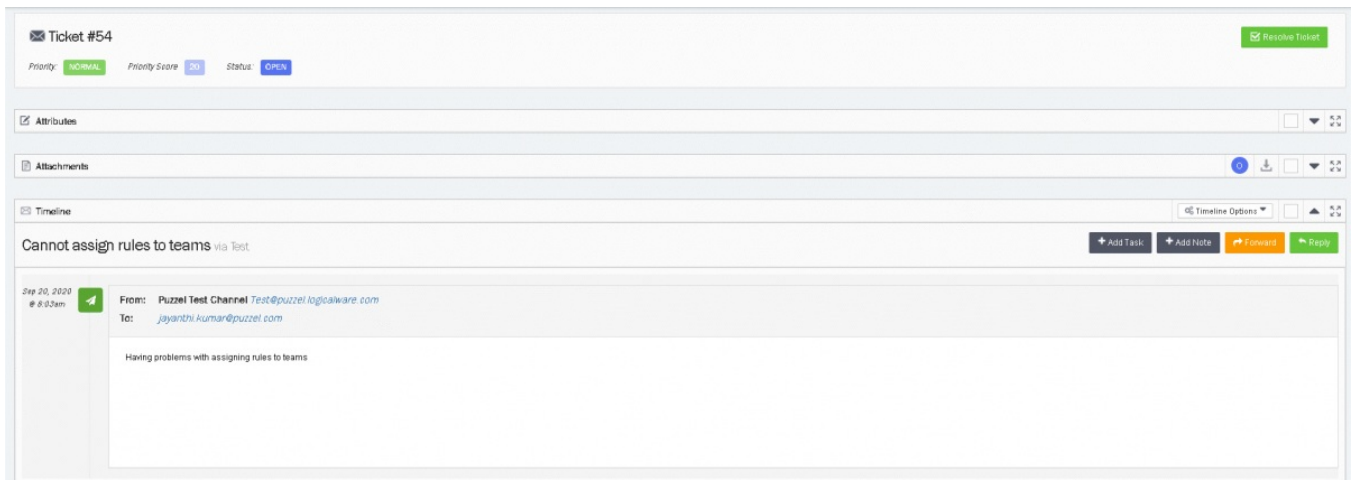 Ticket #54
Resolve Ticket
Priority: NORMAL Priority Score 20 Status: OPEN
Attributes
Attachments 0
Timeline Timeline Options
Cannot assign rules to teams via Test
+ Add Task + Add Note Forward Reply
Sep 20, 2020
@ 8:03am
From: Puzzel Test Channel Test@puzzel.logicalware.com
To: jayanthi.kumar@puzzel.com
Having problems with assigning rules to teams